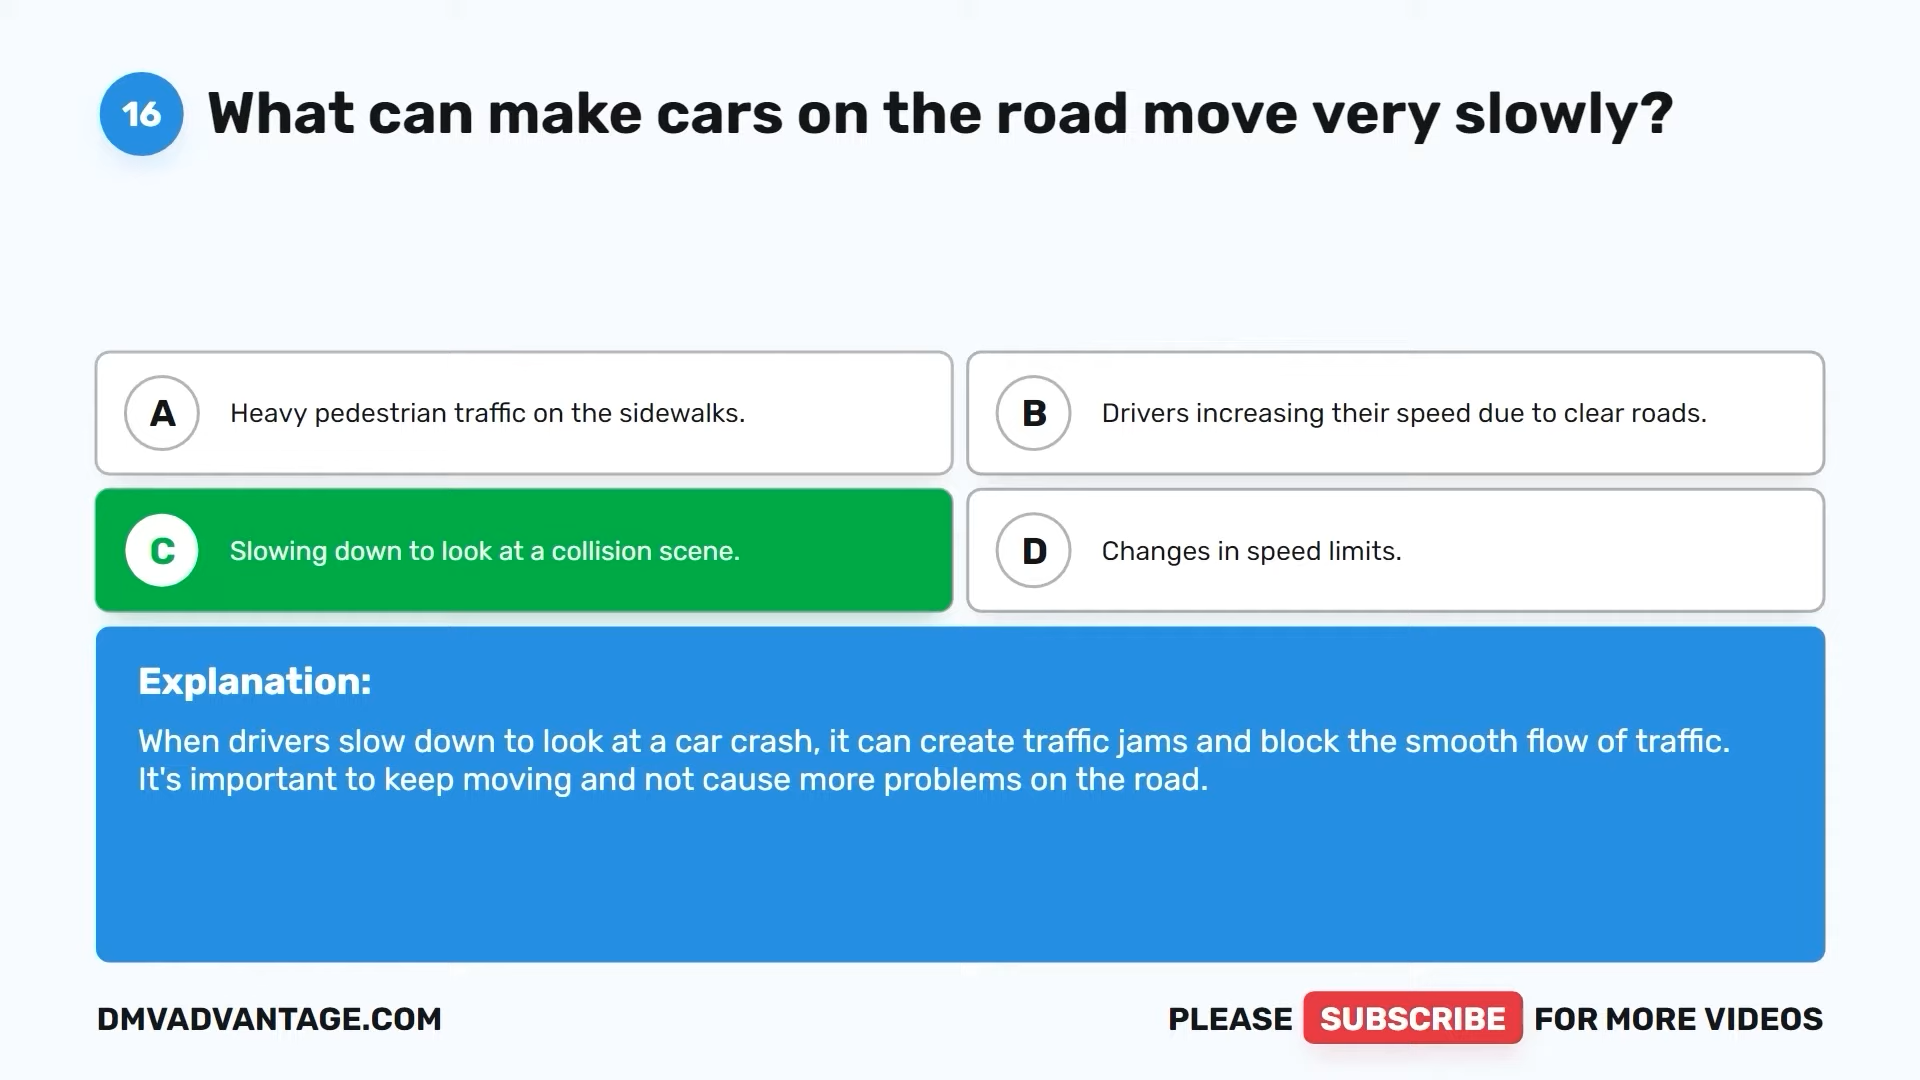 16 What can make cars on the road move very slowly?
A Heavy pedestrian traffic on the sidewalks.
B Drivers increasing their speed due to clear roads.
C Slowing down to look at a collision scene.
D Changes in speed limits.
Explanation:
When drivers slow down to look at a car crash, it can create traffic jams and block the smooth flow of traffic.
It's important to keep moving and not cause more problems on the road.
DMVADVANTAGE.COM
PLEASE SUBSCRIBE FOR MORE VIDEOS